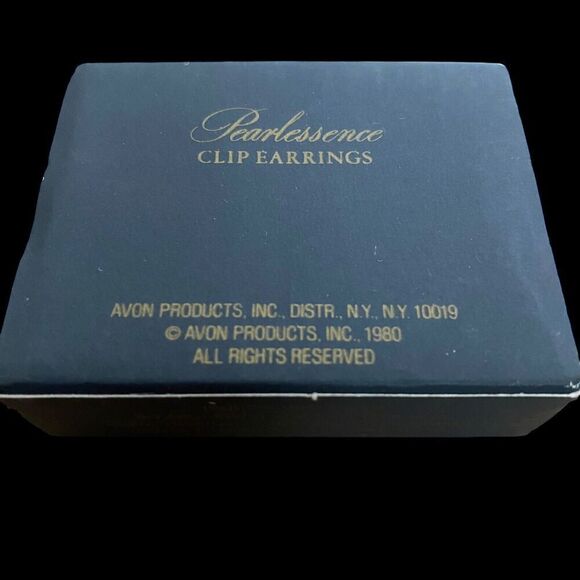 Pearlessence
CLIP EARRINGS
AVON PRODUCTS, INC., DISTR., N.Y., N.Y. 10019
© AVON PRODUCTS, INC., 1980
ALL RIGHTS RESERVED